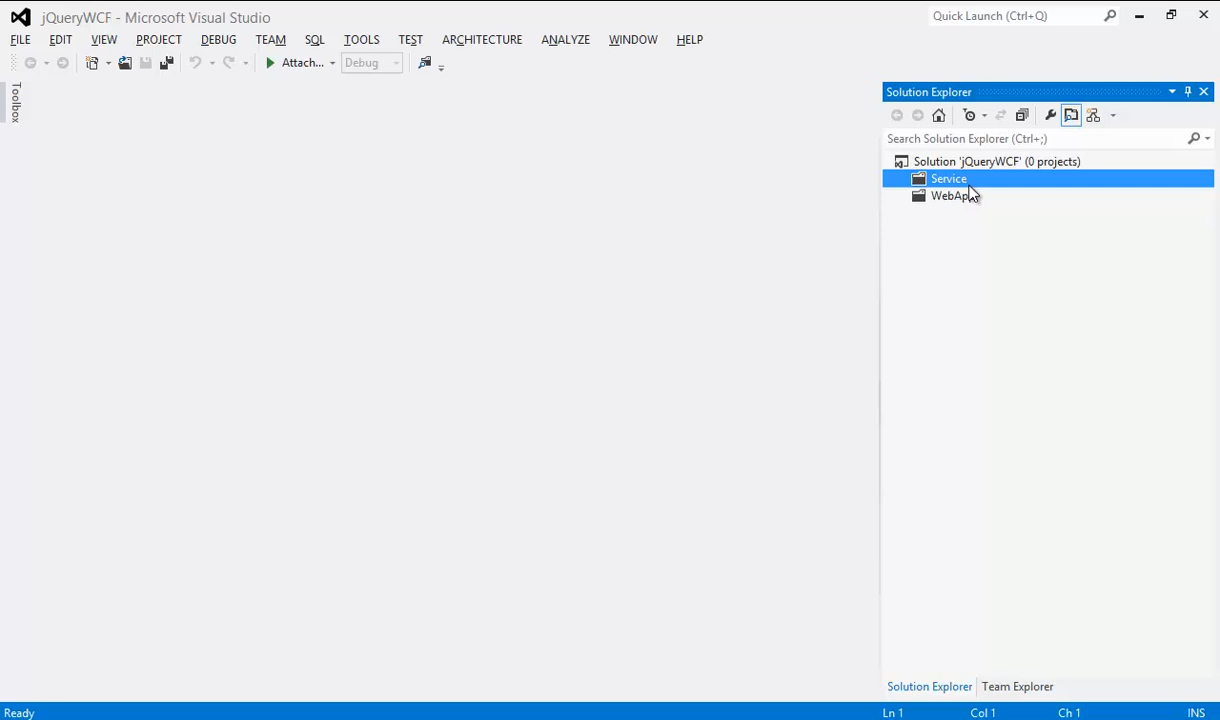 jQueryWCF - Microsoft Visual Studio
Quick Launch (Ctrl+Q)
FILE EDIT VIEW PROJECT DEBUG TEAM SQL TOOLS TEST ARCHITECTURE ANALYZE WINDOW HELP
Attach... Debug
Toolbox
Solution Explorer
Search Solution Explorer (Ctrl+;)
Solution 'jQueryWCF' (0 projects)
Service
Solution Explorer Team Explorer
Ready Ln 1 Col 1 Ch 1 INS